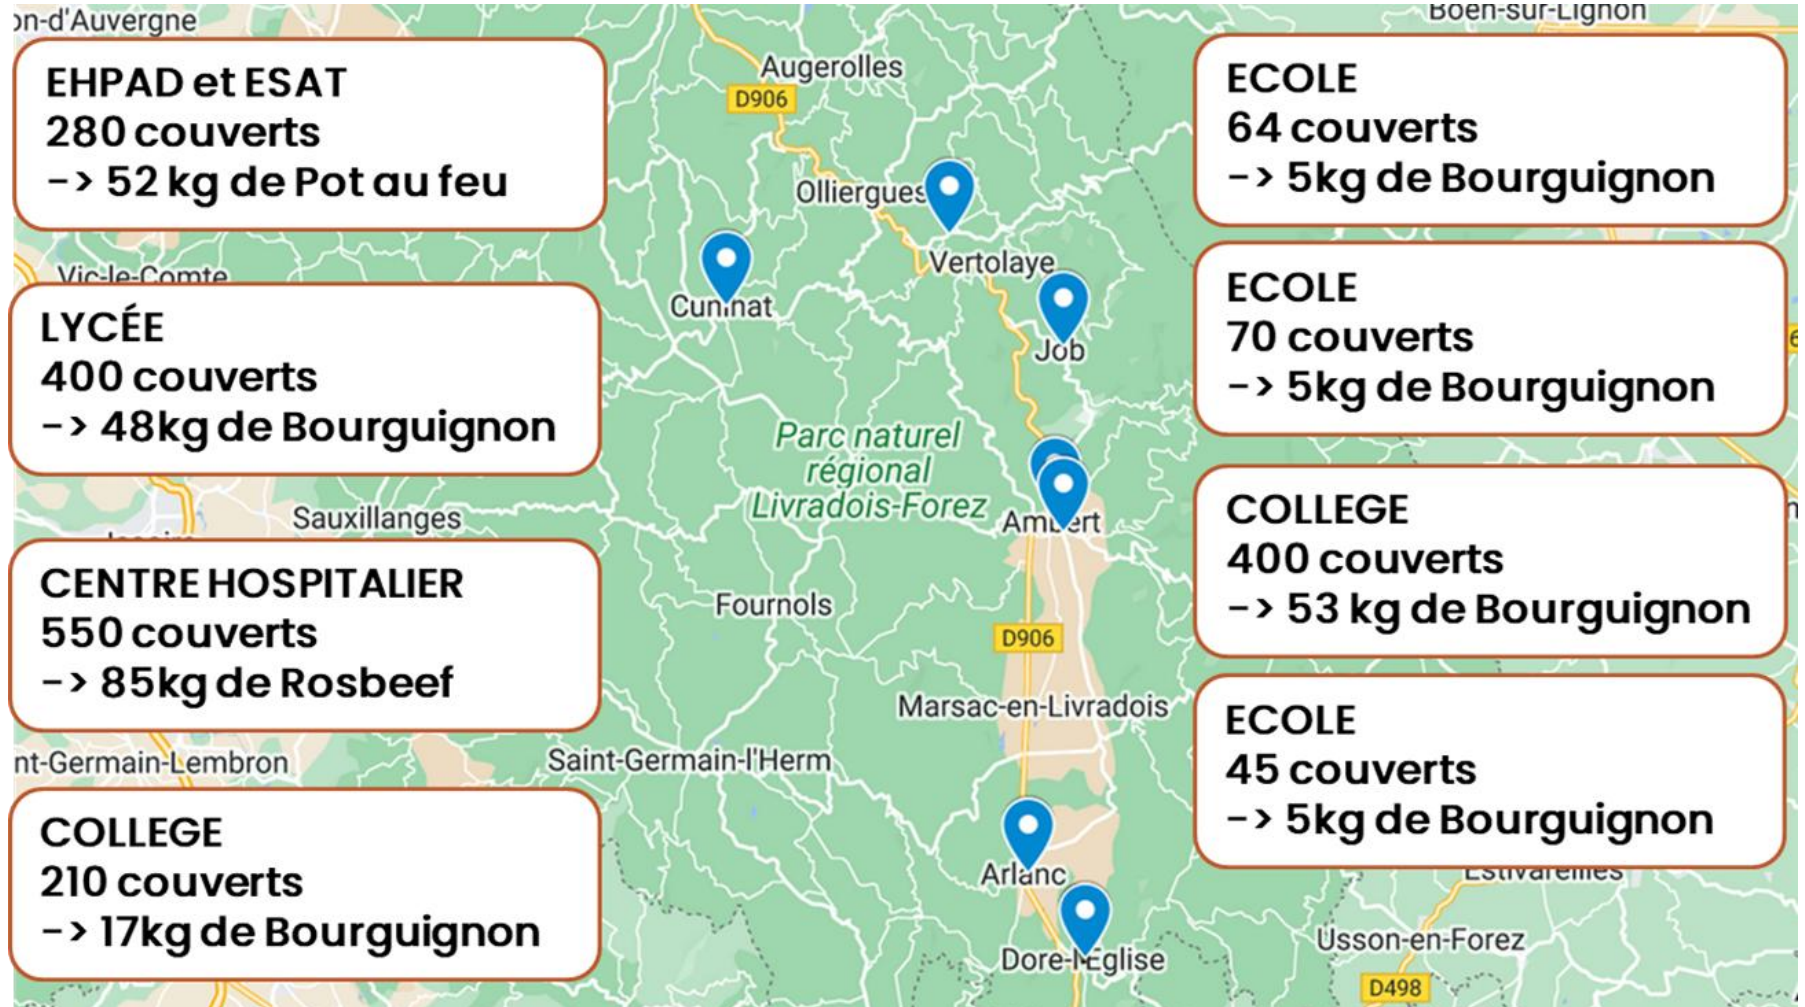 on-d'Auvergne
Boën-sur-Lignon
EHPAD et ESAT
280 couverts
-> 52 kg de Pot au feu
Augerolles
D906
ECOLE
64 couverts
-> 5kg de Bourguignon
Olliergues
Vertolaye
Vic-le-Comte
Cunlhat
LYCÉE
400 couverts
-> 48kg de Bourguignon
Job
ECOLE
70 couverts
-> 5kg de Bourguignon
Parc naturel
régional
Livradois-Forez
Sauxillanges
Ambert
COLLEGE
400 couverts
-> 53 kg de Bourguignon
CENTRE HOSPITALIER
550 couverts
-> 85kg de Rosbeef
Fournols
D906
Marsac-en-Livradois
ECOLE
45 couverts
-> 5kg de Bourguignon
nt-Germain-Lembron
Saint-Germain-l'Herm
COLLEGE
210 couverts
-> 17kg de Bourguignon
Arlanc
Estivareilles
Dore-l'Église
Usson-en-Forez
D498